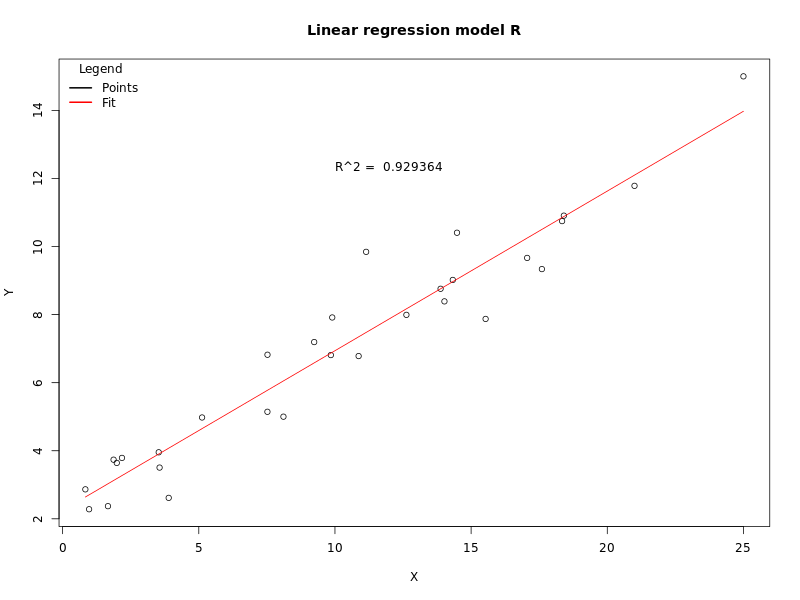 Linear regression model R
Legend
Points
Fit
R^2 =  0.929364
Y
14
12
10
8
6
4
2
0 5 10 15 20 25
X